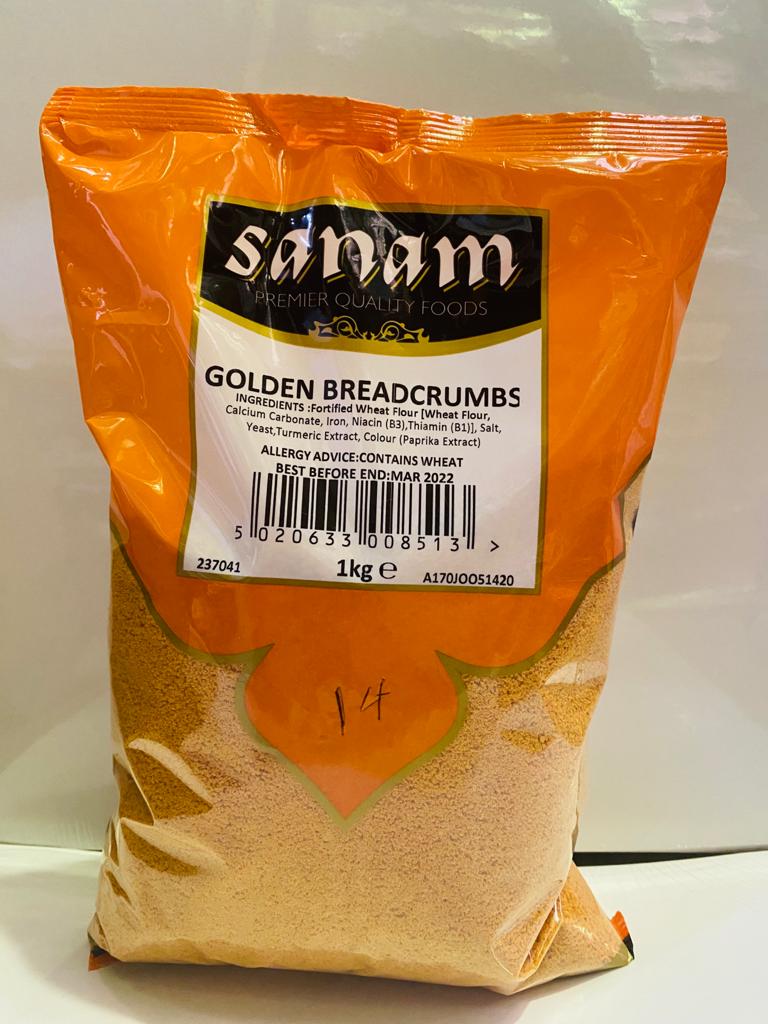 sanam
PREMIER QUALITY FOODS
GOLDEN BREADCRUMBS
INGREDIENTS :Fortified Wheat Flour [Wheat Flour,
Calcium Carbonate, Iron, Niacin (B3),Thiamin (B1)], Salt,
Yeast,Turmeric Extract, Colour (Paprika Extract)
ALLERGY ADVICE:CONTAINS WHEAT
BEST BEFORE END:MAR 2022
5 020633 008513 >
237041 1kg ℮ A170JOO51420
14